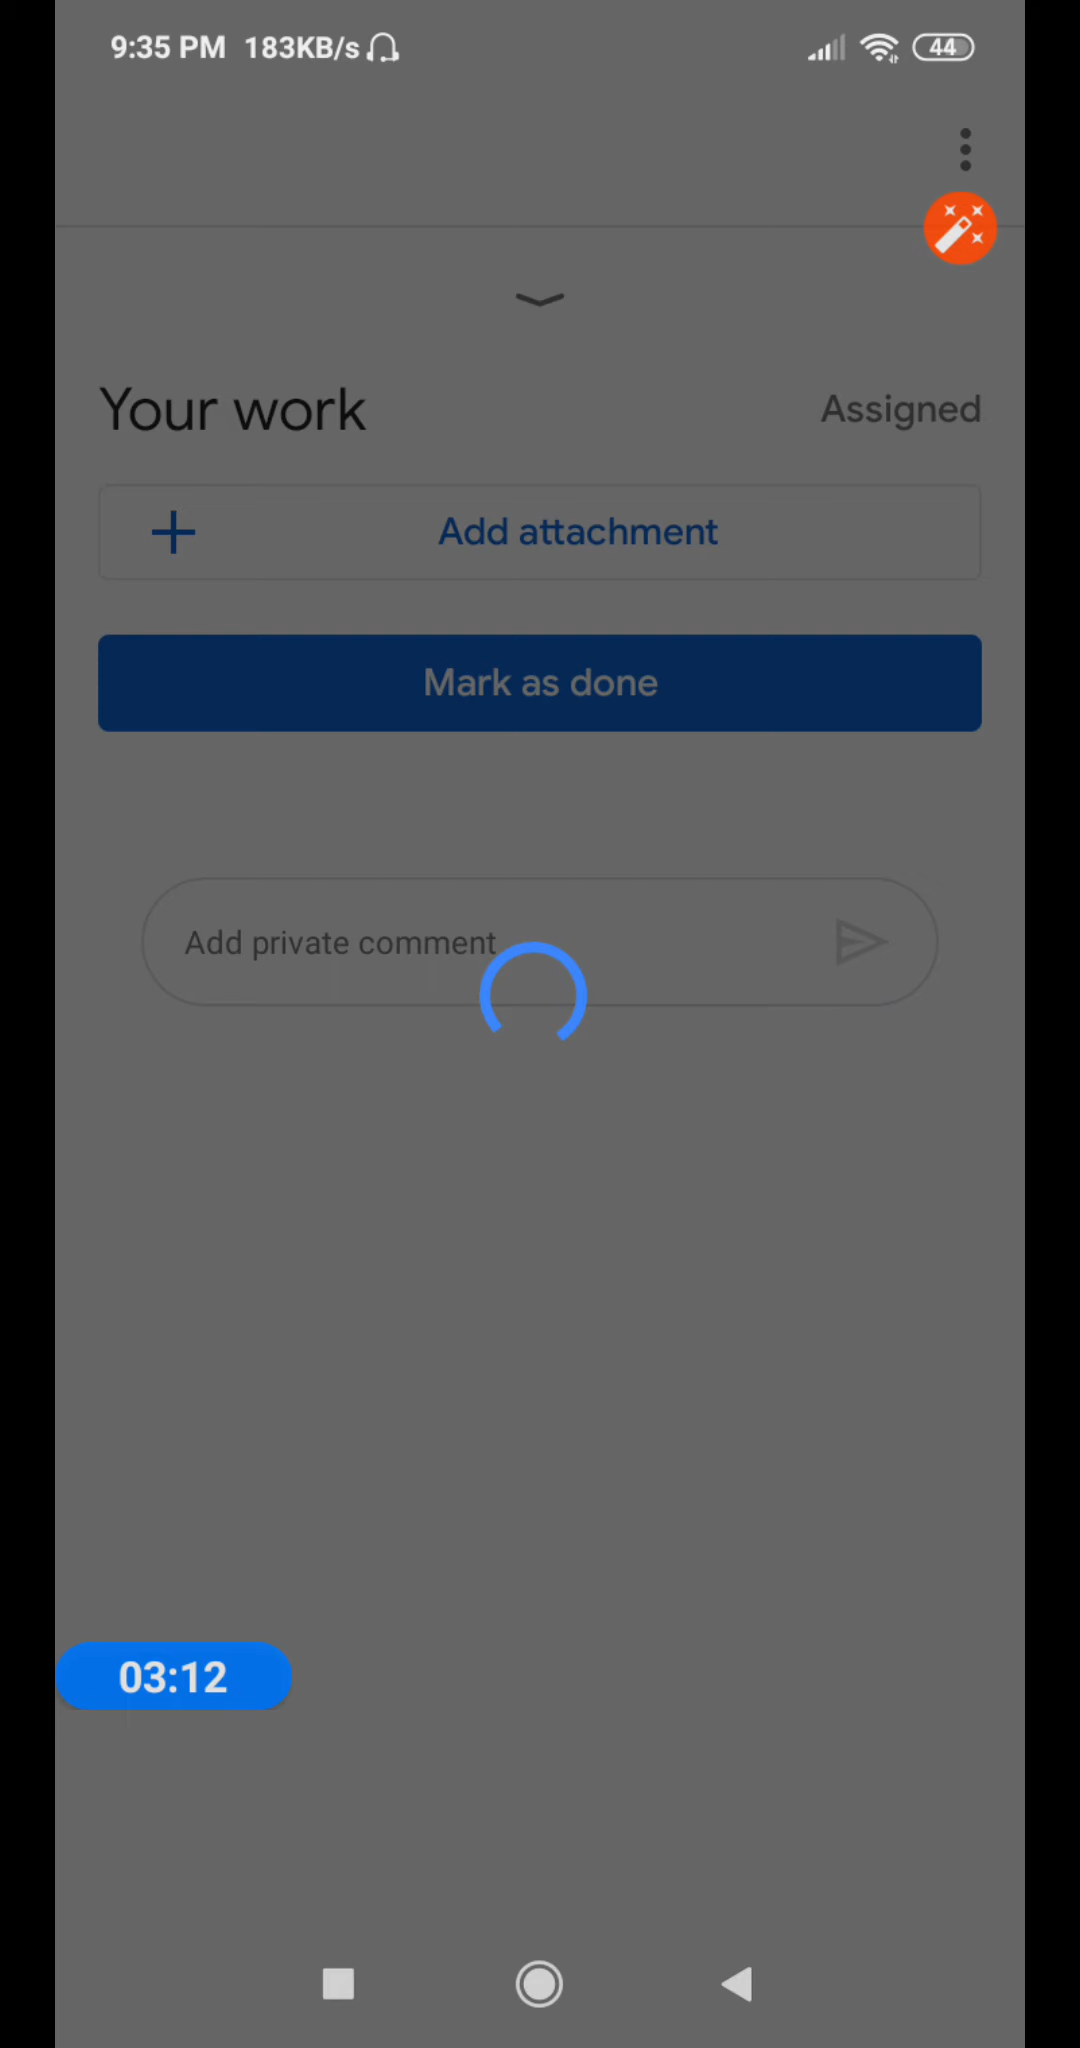 9:35 PM 183KB/s 44
Your work Assigned
Add attachment
Mark as done
Add private comment
03:12